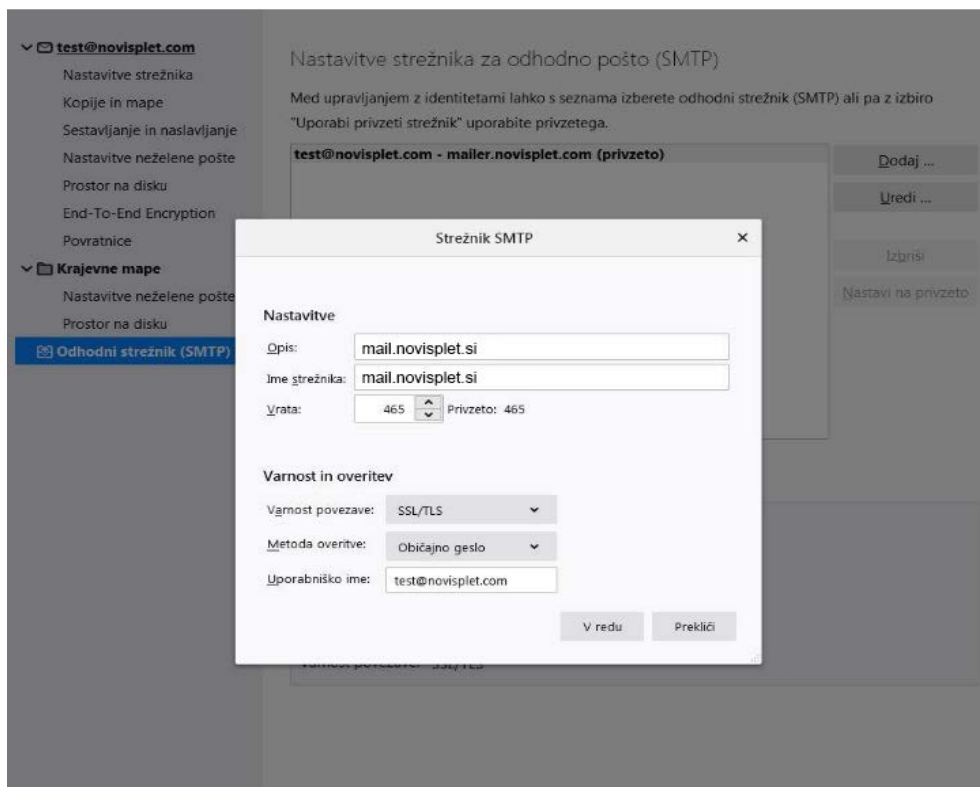 test@novisplet.com
Nastavitve strežnika
Kopije in mape
Sestavljanje in naslavljanje
Nastavitve neželene pošte
Prostor na disku
End-To-End Encryption
Povratnice
Krajevne mape
Nastavitve neželene pošte
Prostor na disku
Odhodni strežnik (SMTP)
Nastavitve strežnika za odhodno pošto (SMTP)
Med upravljanjem z identitetami lahko s seznama izberete odhodni strežnik (SMTP) ali pa z izbiro
"Uporabi privzeti strežnik" uporabite privzetega.
test@novisplet.com - mailer.novisplet.com (privzeto)
Dodaj ...
Uredi ...
Izbriši
Nastavi na privzeto
Strežnik SMTP
Nastavitve
Opis: mail.novisplet.si
Ime strežnika: mail.novisplet.si
Vrata: 465 Privzeto: 465
Varnost in overitev
Varnost povezave: SSL/TLS
Metoda overitve: Običajno geslo
Uporabniško ime: test@novisplet.com
V redu Prekliči
Varnost povezave: SSL/TLS